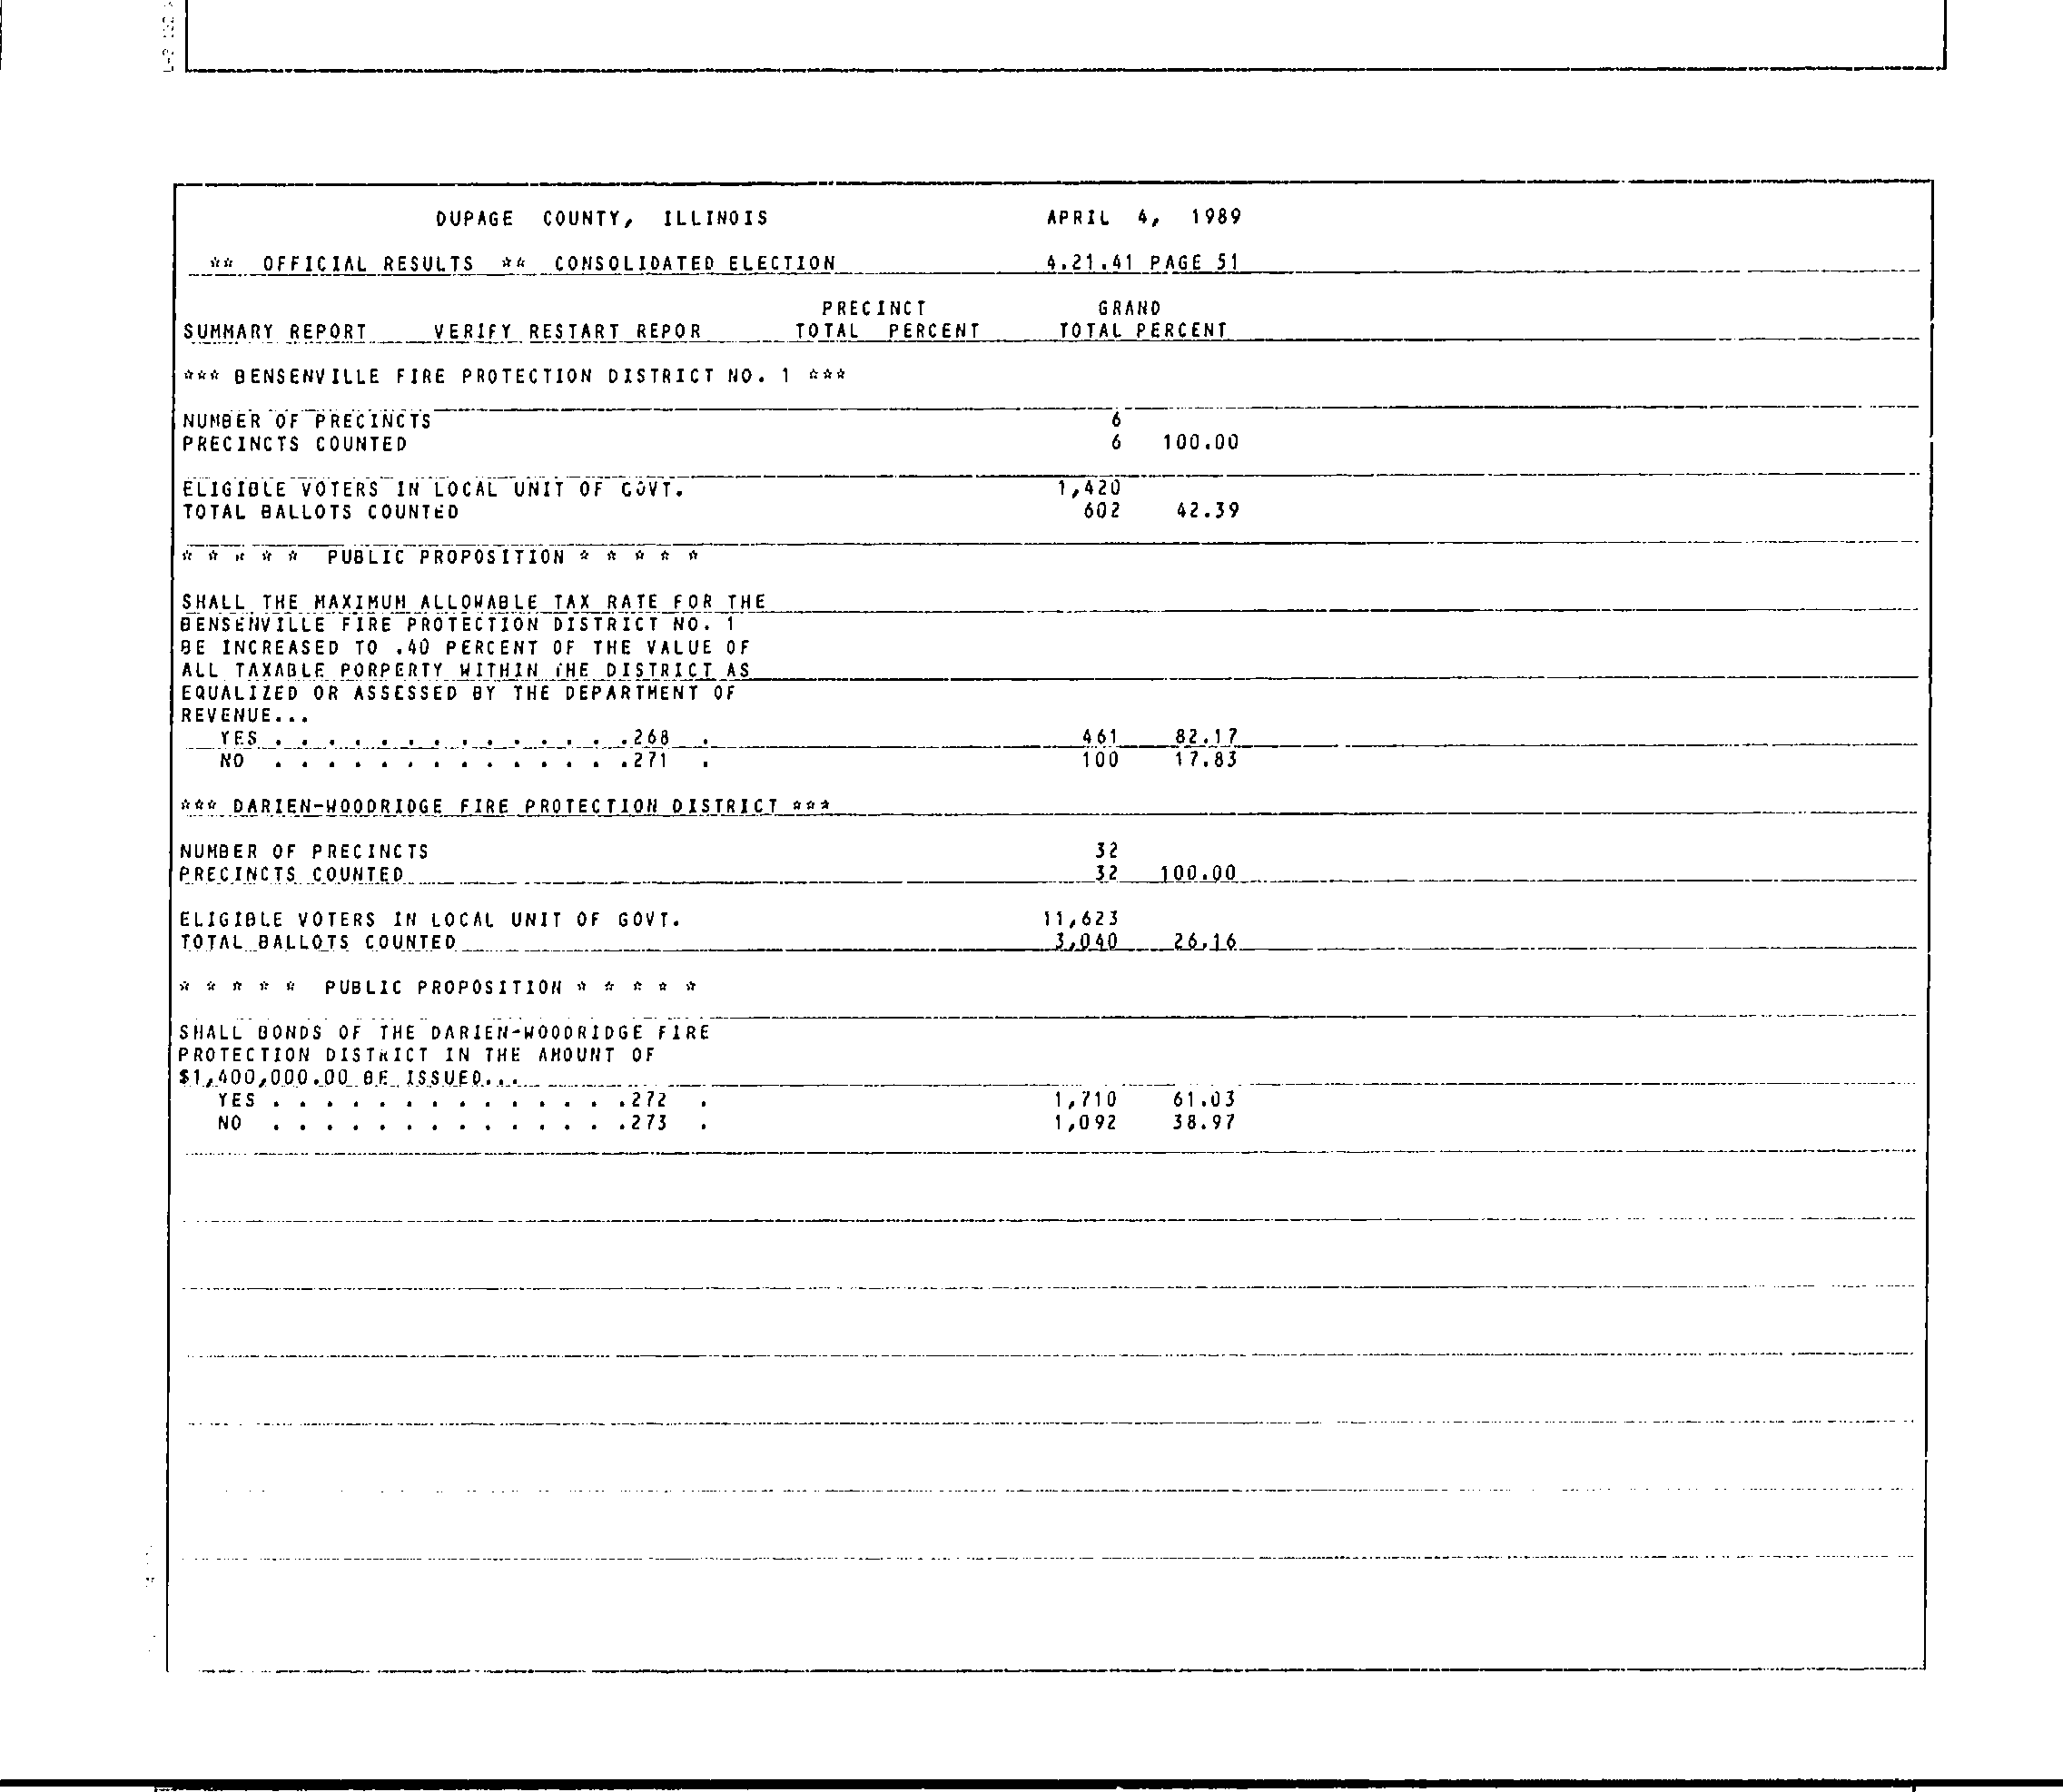 DUPAGE COUNTY, ILLINOIS APRIL 4, 1989
** OFFICIAL RESULTS ** CONSOLIDATED ELECTION 4.21.41 PAGE 51
PRECINCT GRAND
SUMMARY REPORT VERIFY RESTART REPOR TOTAL PERCENT TOTAL PERCENT
*** BENSENVILLE FIRE PROTECTION DISTRICT NO. 1 ***
NUMBER OF PRECINCTS 6
PRECINCTS COUNTED 6 100.00
ELIGIBLE VOTERS IN LOCAL UNIT OF GOVT. 1,420
TOTAL BALLOTS COUNTED 602 42.39
* * * * * PUBLIC PROPOSITION * * * * *
SHALL THE MAXIMUM ALLOWABLE TAX RATE FOR THE
BENSENVILLE FIRE PROTECTION DISTRICT NO. 1
BE INCREASED TO .40 PERCENT OF THE VALUE OF
ALL TAXABLE PORPERTY WITHIN THE DISTRICT AS
EQUALIZED OR ASSESSED BY THE DEPARTMENT OF
REVENUE...
YES . . . . . . . . . . . . . .268 . 461 82.17
NO . . . . . . . . . . . . . .271 . 100 17.83
*** DARIEN-WOODRIDGE FIRE PROTECTION DISTRICT ***
NUMBER OF PRECINCTS 32
PRECINCTS COUNTED 32 100.00
ELIGIBLE VOTERS IN LOCAL UNIT OF GOVT. 11,623
TOTAL BALLOTS COUNTED 3,040 26.16
* * * * * PUBLIC PROPOSITION * * * * *
SHALL BONDS OF THE DARIEN-WOODRIDGE FIRE
PROTECTION DISTRICT IN THE AMOUNT OF
$1,400,000.00 BE ISSUED...
YES . . . . . . . . . . . . . .272 . 1,710 61.03
NO . . . . . . . . . . . . . .273 . 1,092 38.97